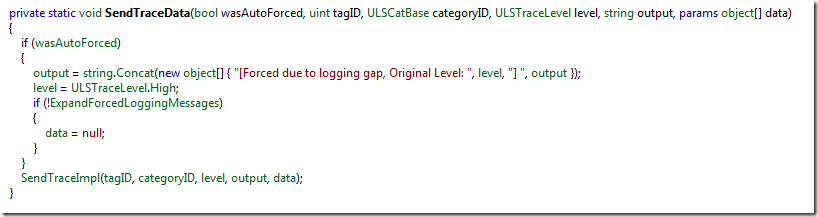 private static void SendTraceData(bool wasAutoForced, uint tagID, ULSCatBase categoryID, ULSTraceLevel level, string output, params object[] data)
{
if (wasAutoForced)
{
output = string.Concat(new object[] { "[Forced due to logging gap, Original Level: ", level, "] ", output });
level = ULSTraceLevel.High;
if (!ExpandForcedLoggingMessages)
{
data = null;
}
}
SendTraceImpl(tagID, categoryID, level, output, data);
}